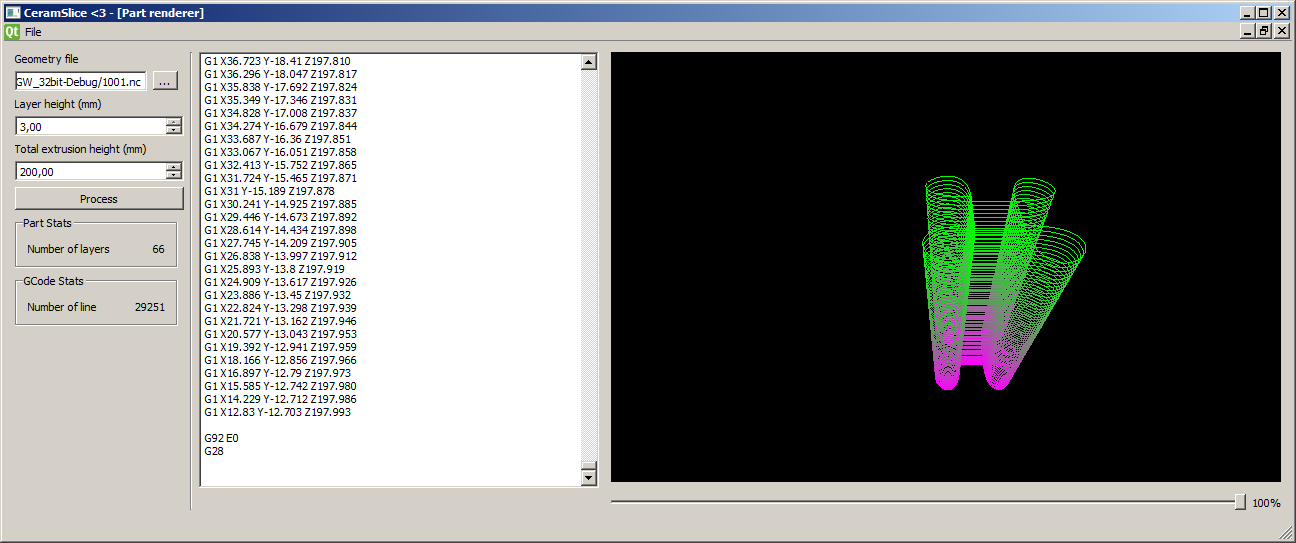 CeramSlice <3 - [Part renderer]
Qt File
Geometry file
GW_32bit-Debug/1001.nc ...
Layer height (mm)
3,00
Total extrusion height (mm)
200,00
Process
Part Stats
Number of layers 66
GCode Stats
Number of line 29251
G1 X36.723 Y-18.41 Z197.810
G1 X36.296 Y-18.047 Z197.817
G1 X35.838 Y-17.692 Z197.824
G1 X35.349 Y-17.346 Z197.831
G1 X34.828 Y-17.008 Z197.837
G1 X34.274 Y-16.679 Z197.844
G1 X33.687 Y-16.36 Z197.851
G1 X33.067 Y-16.051 Z197.858
G1 X32.413 Y-15.752 Z197.865
G1 X31.724 Y-15.465 Z197.871
G1 X31 Y-15.189 Z197.878
G1 X30.241 Y-14.925 Z197.885
G1 X29.446 Y-14.673 Z197.892
G1 X28.614 Y-14.434 Z197.898
G1 X27.745 Y-14.209 Z197.905
G1 X26.838 Y-13.997 Z197.912
G1 X25.893 Y-13.8 Z197.919
G1 X24.909 Y-13.617 Z197.926
G1 X23.886 Y-13.45 Z197.932
G1 X22.824 Y-13.298 Z197.939
G1 X21.721 Y-13.162 Z197.946
G1 X20.577 Y-13.043 Z197.953
G1 X19.392 Y-12.941 Z197.959
G1 X18.166 Y-12.856 Z197.966
G1 X16.897 Y-12.79 Z197.973
G1 X15.585 Y-12.742 Z197.980
G1 X14.229 Y-12.712 Z197.986
G1 X12.83 Y-12.703 Z197.993
G92 E0
G28
100%